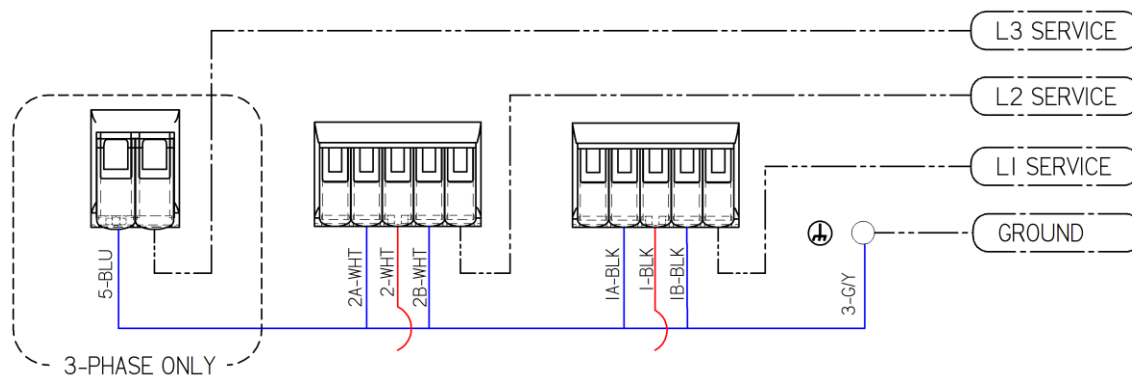 L3 SERVICE
L2 SERVICE
L1 SERVICE
GROUND
5-BLU
2A-WHT
2-WHT
2B-WHT
1A-BLK
1-BLK
1B-BLK
3-G/Y
3-PHASE ONLY